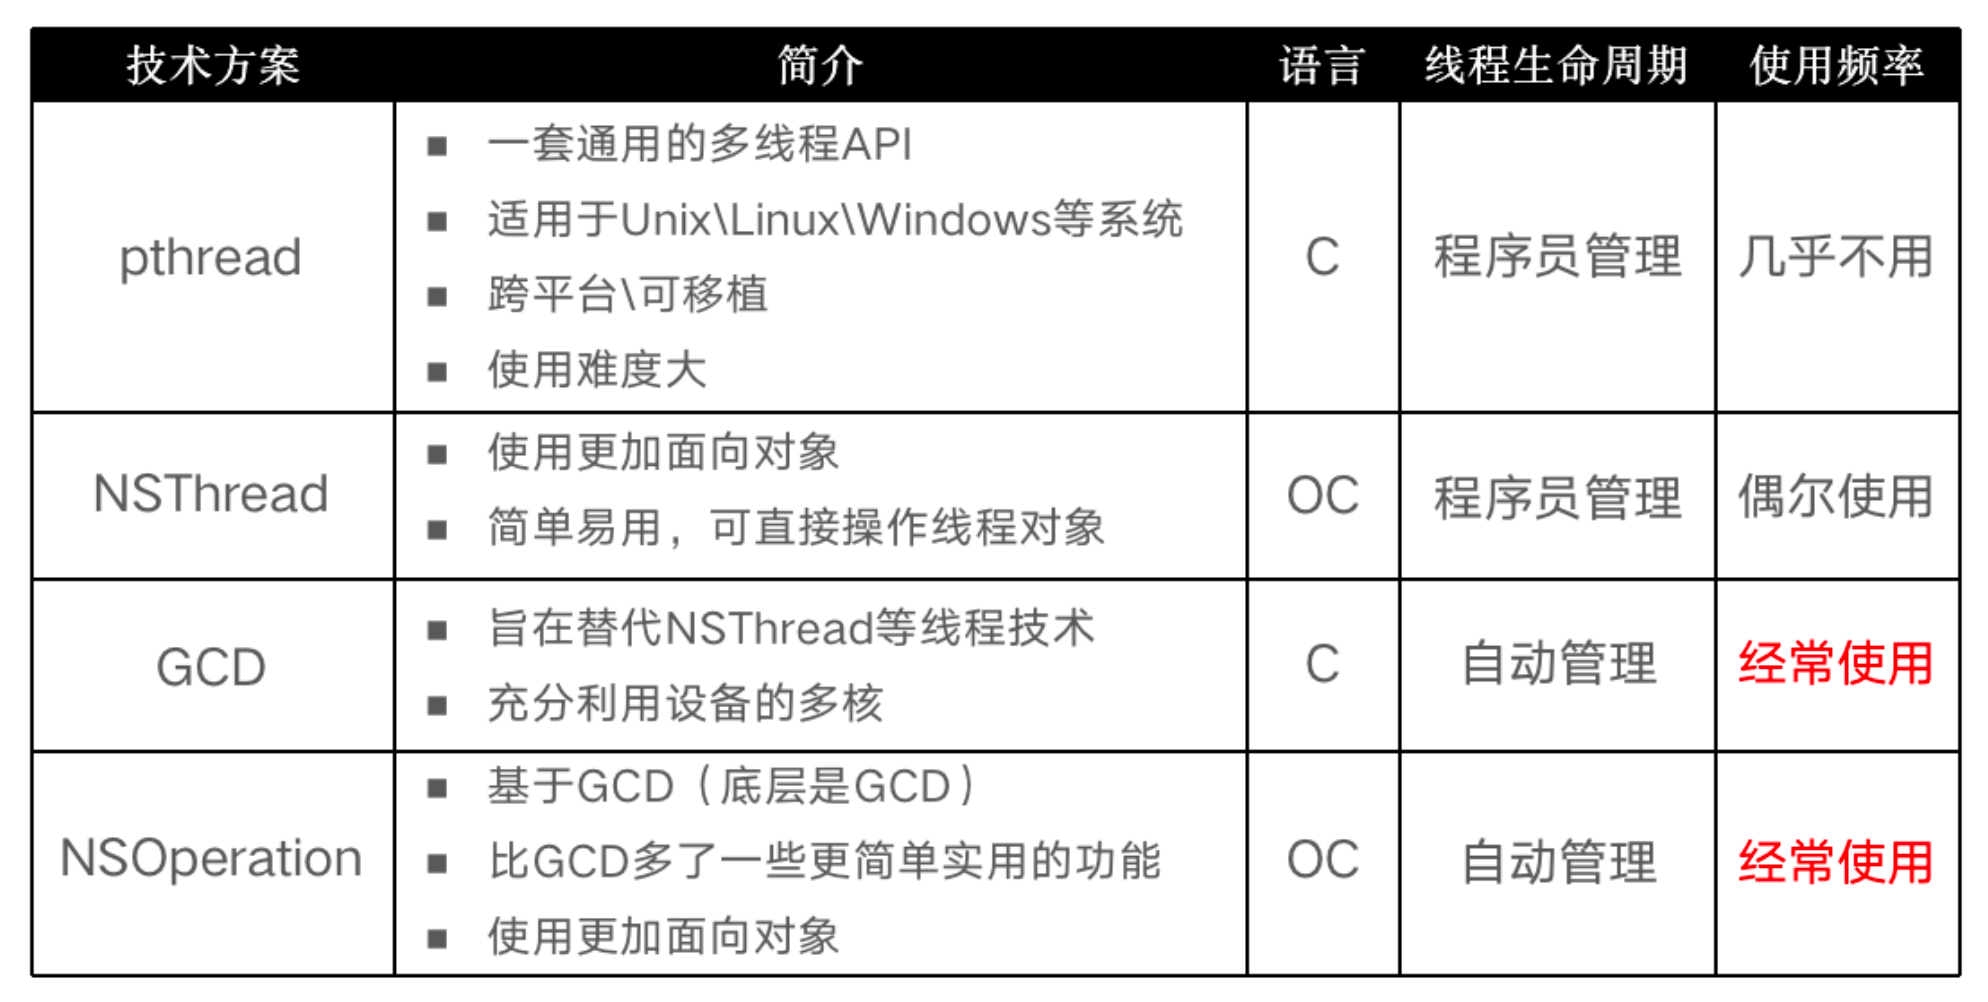 技术方案 简介 语言 线程生命周期 使用频率
pthread
■ 一套通用的多线程API
■ 适用于Unix\Linux\Windows等系统
■ 跨平台\可移植
■ 使用难度大
C
程序员管理
几乎不用
NSThread
■ 使用更加面向对象
■ 简单易用，可直接操作线程对象
OC
程序员管理
偶尔使用
GCD
■ 旨在替代NSThread等线程技术
■ 充分利用设备的多核
C
自动管理
经常使用
NSOperation
■ 基于GCD（底层是GCD）
■ 比GCD多了一些更简单实用的功能
■ 使用更加面向对象
OC
自动管理
经常使用